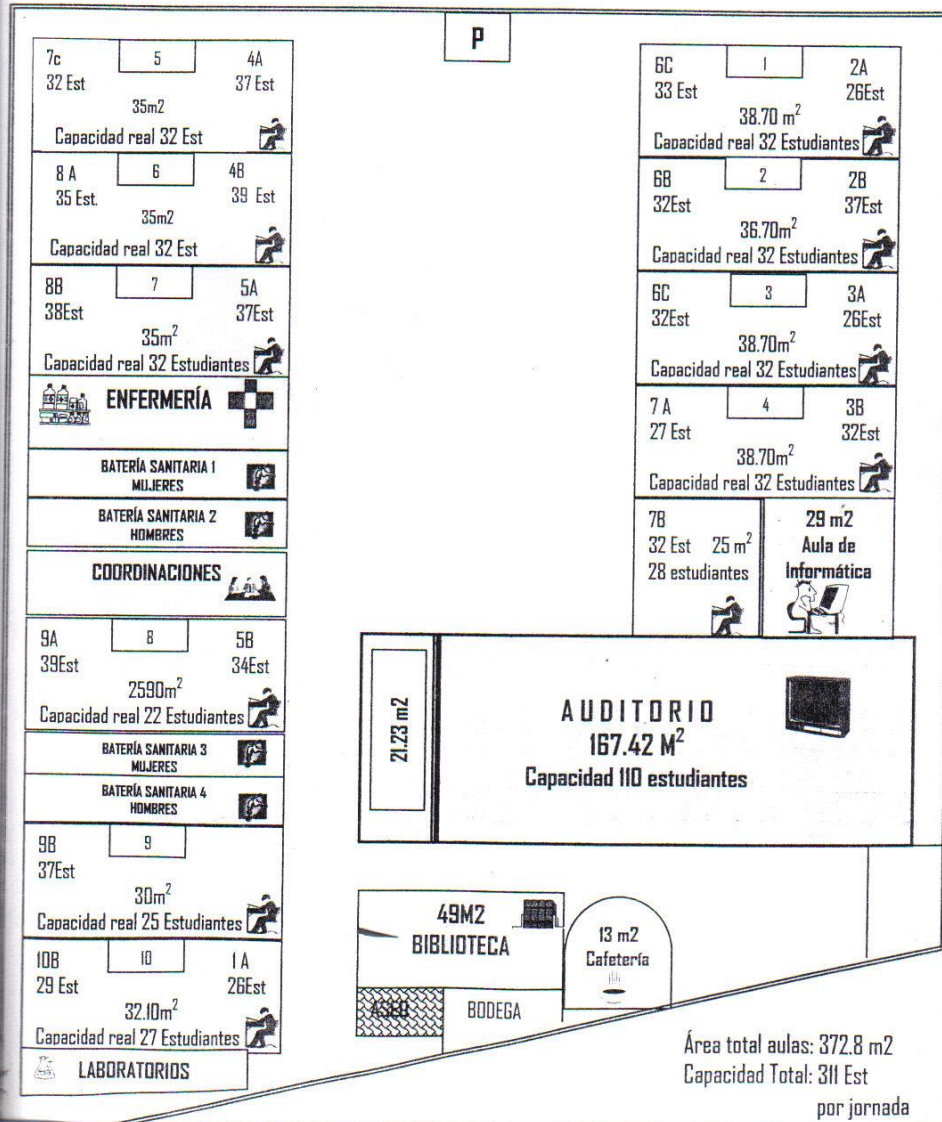 P
7c 5 4A
32 Est 37 Est
35m2
Capacidad real 32 Est
8 A 6 4B
35 Est. 39 Est
35m2
Capacidad real 32 Est
8B 7 5A
38Est 37Est
35m²
Capacidad real 32 Estudiantes
ENFERMERÍA
BATERÍA SANITARIA 1
MUJERES
BATERÍA SANITARIA 2
HOMBRES
COORDINACIONES
9A 8 5B
39Est 34Est
2590m²
Capacidad real 22 Estudiantes
BATERÍA SANITARIA 3
MUJERES
BATERÍA SANITARIA 4
HOMBRES
9B 9
37Est
30m²
Capacidad real 25 Estudiantes
10B 10 1 A
29 Est 26Est
32.10m²
Capacidad real 27 Estudiantes
LABORATORIOS
6C 1 2A
33 Est 26Est
38.70 m²
Capacidad real 32 Estudiantes
6B 2 2B
32Est 37Est
36.70m²
Capacidad real 32 Estudiantes
6C 3 3A
32Est 26Est
38.70m²
Capacidad real 32 Estudiantes
7 A 4 3B
27 Est 32Est
38.70m²
Capacidad real 32 Estudiantes
7B
32 Est 25 m²
28 estudiantes
29 m2
Aula de
Informática
21.23 m2
AUDITORIO
167.42 M²
Capacidad 110 estudiantes
49M2
BIBLIOTECA
13 m2
Cafetería
ASEO
BODEGA
Área total aulas: 372.8 m2
Capacidad Total: 311 Est
por jornada